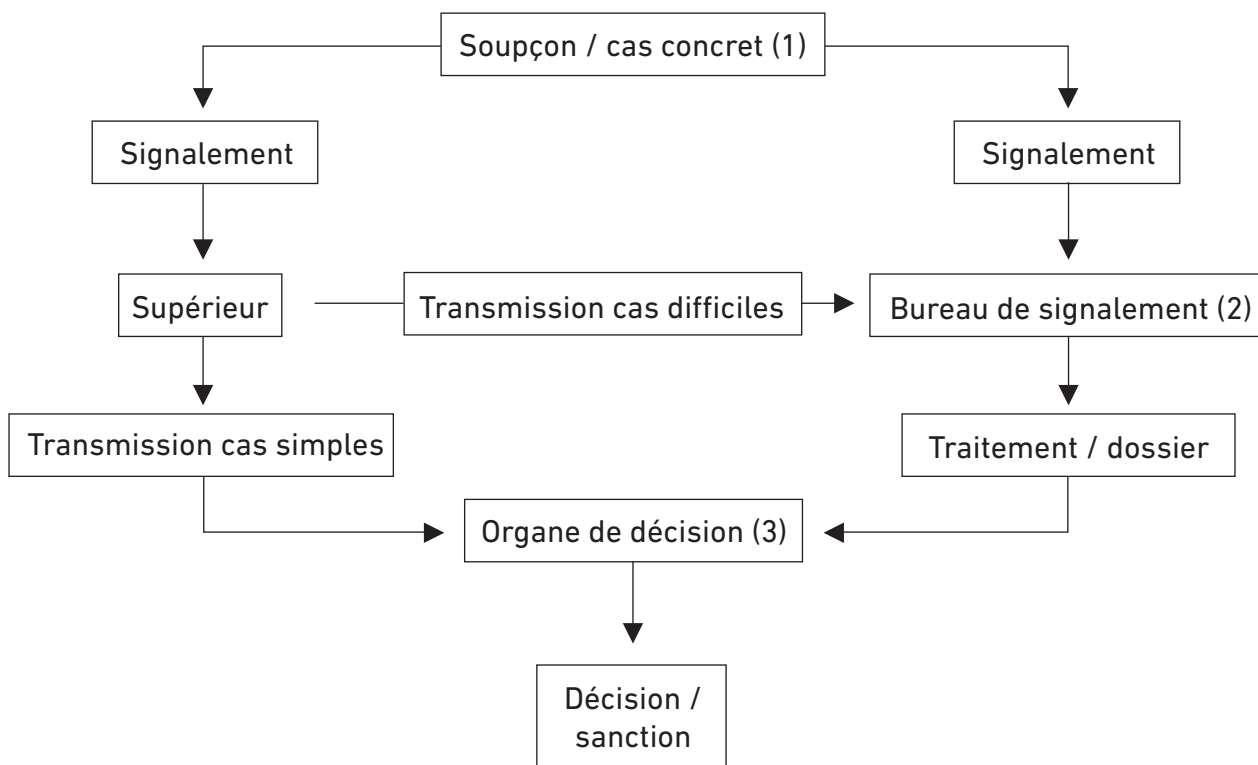 Soupçon / cas concret (1)
Signalement
Signalement
Supérieur
Transmission cas difficiles
Bureau de signalement (2)
Transmission cas simples
Traitement / dossier
Organe de décision (3)
Décision /
sanction